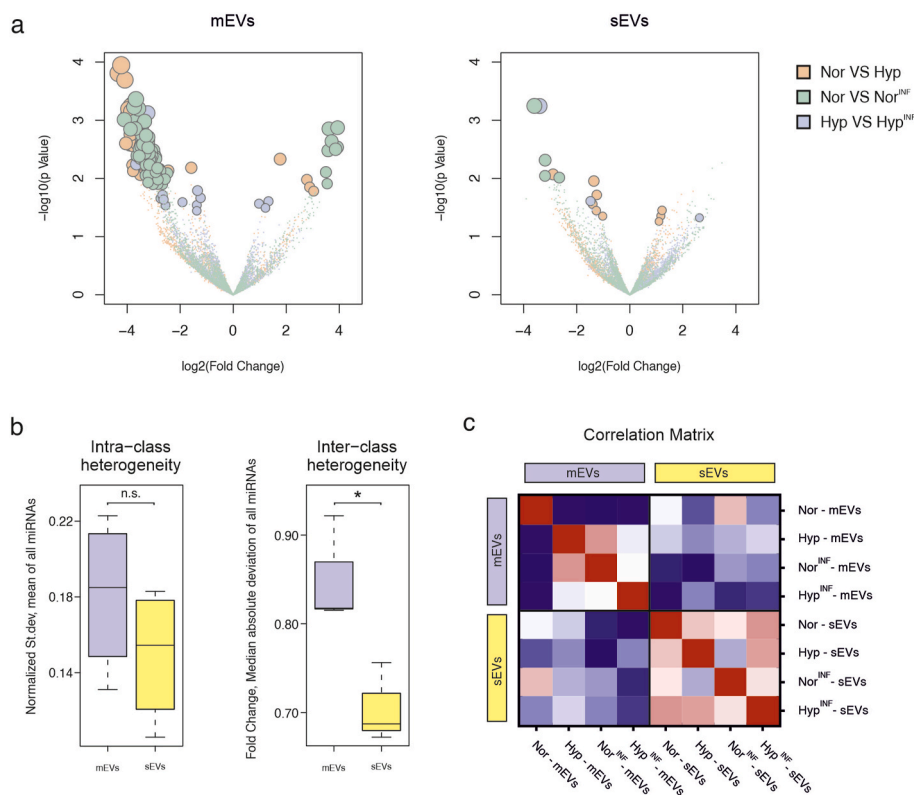 a
mEVs
sEVs
−log10(p Value)
4
3
2
1
0
−4
−2
0
2
4
log2(Fold Change)
−log10(p Value)
4
3
2
1
0
−4
−2
0
2
4
log2(Fold Change)
Nor VS Hyp
Nor VS Nor^INF
Hyp VS Hyp^INF
b
Intra−class
heterogeneity
Normalized St.dev, mean of all miRNAs
n.s.
0.22
0.18
0.14
mEVs
sEVs
Inter−class
heterogeneity
Fold Change, Median absolute deviation of all miRNAs
*
0.90
0.80
0.70
mEVs
sEVs
c
Correlation Matrix
mEVs
sEVs
mEVs
sEVs
Nor - mEVs
Hyp - mEVs
Nor^INF - mEVs
Hyp^INF - mEVs
Nor - sEVs
Hyp - sEVs
Nor^INF - sEVs
Hyp^INF - sEVs
Nor - mEVs
Hyp - mEVs
Nor^INF - mEVs
Hyp^INF - mEVs
Nor - sEVs
Hyp - sEVs
Nor^INF - sEVs
Hyp^INF - sEVs